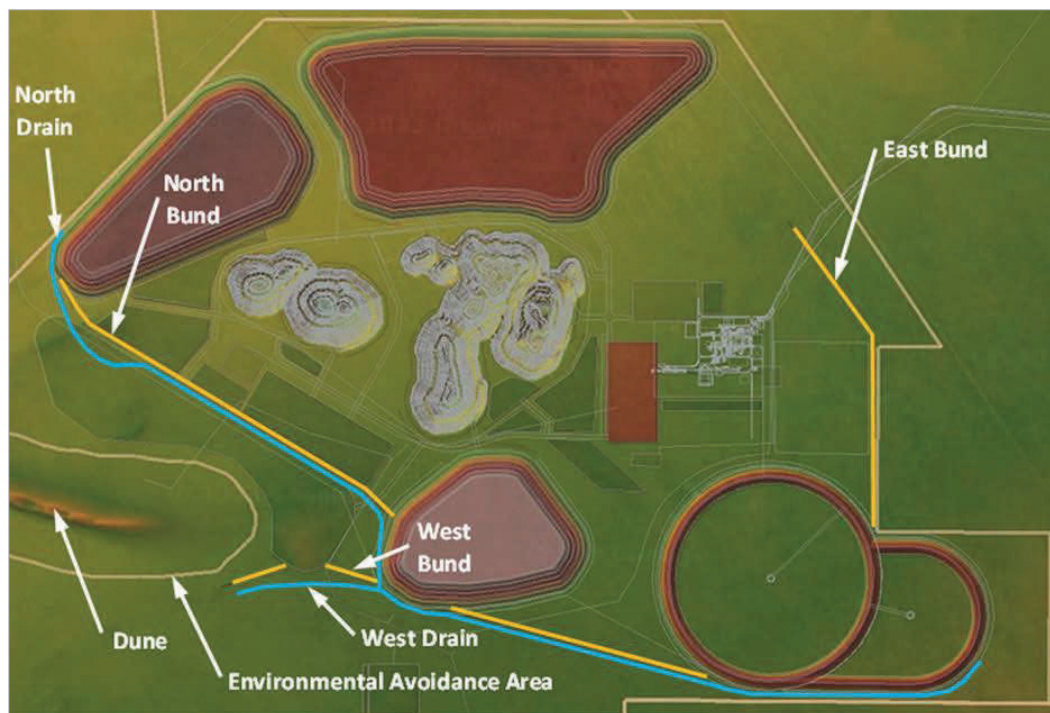 North
Drain
North
Bund
East Bund
West
Bund
Dune
West Drain
Environmental Avoidance Area